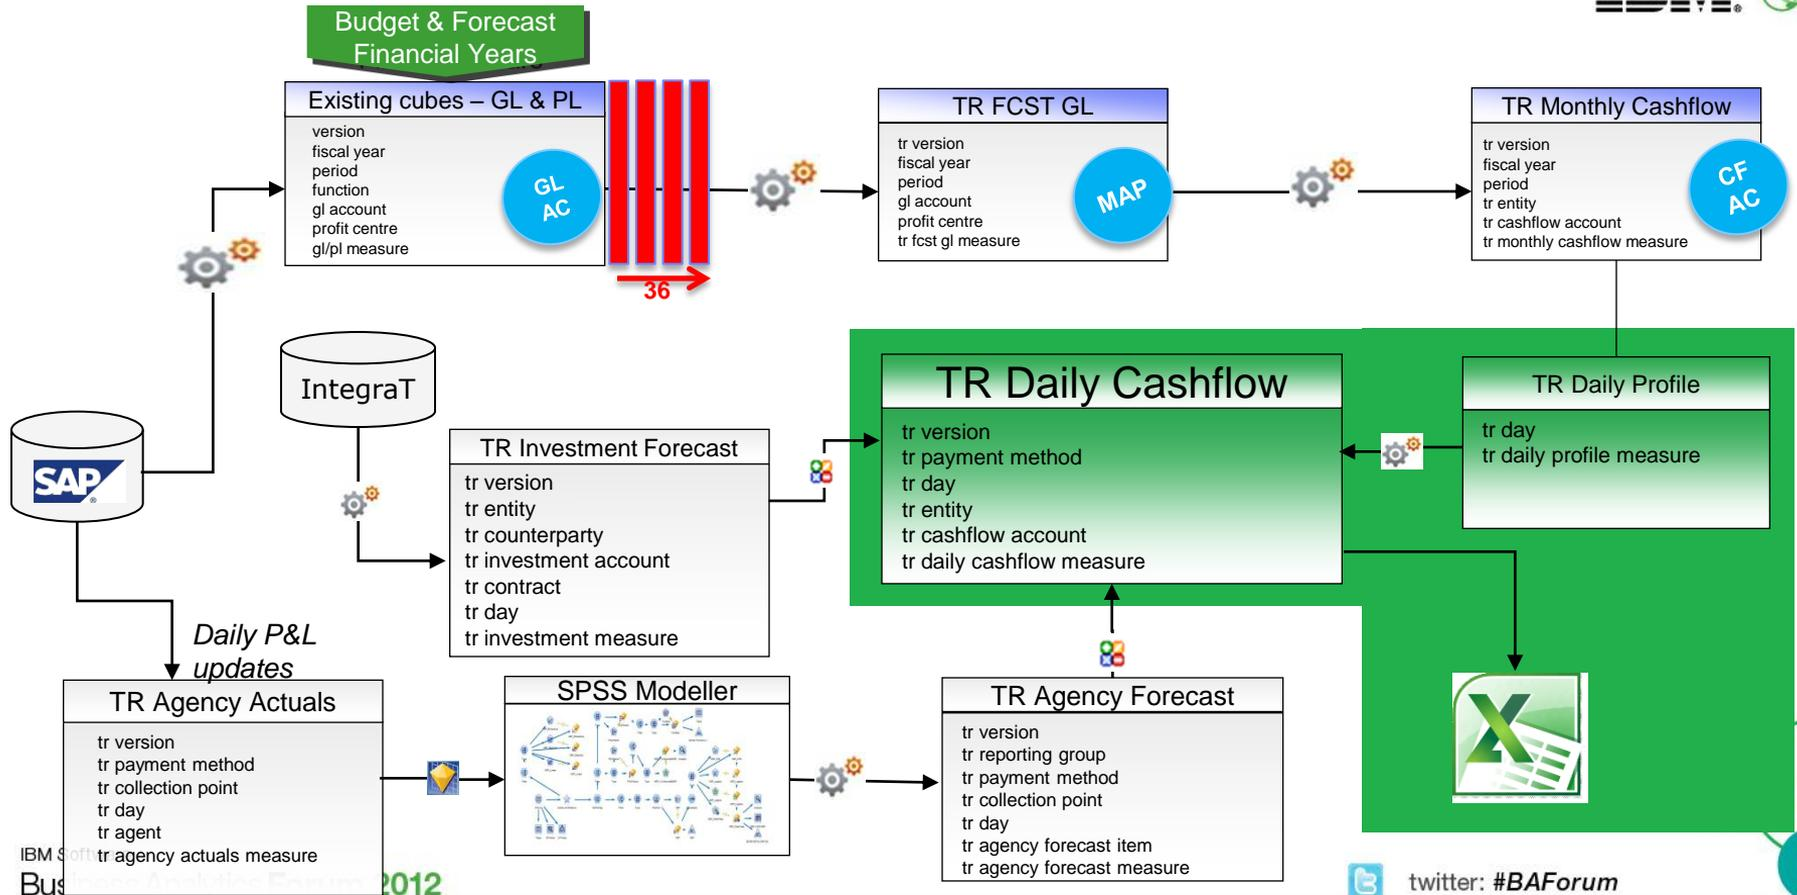 Budget & Forecast
Financial Years
IBM.
Existing cubes – GL & PL
version
fiscal year
period
function
gl account
profit centre
gl/pl measure
GL
AC
36
TR FCST GL
tr version
fiscal year
period
gl account
profit centre
tr fcst gl measure
MAP
TR Monthly Cashflow
tr version
fiscal year
period
tr entity
tr cashflow account
tr monthly cashflow measure
CF
AC
IntegraT
SAP
®
TR Investment Forecast
tr version
tr entity
tr counterparty
tr investment account
tr contract
tr day
tr investment measure
TR Daily Cashflow
tr version
tr payment method
tr day
tr entity
tr cashflow account
tr daily cashflow measure
TR Daily Profile
tr day
tr daily profile measure
Daily P&L
updates
TR Agency Actuals
tr version
tr payment method
tr collection point
tr day
tr agent
tr agency actuals measure
SPSS Modeller
TR Agency Forecast
tr version
tr reporting group
tr payment method
tr collection point
tr day
tr agency forecast item
tr agency forecast measure
IBM Software
Business Analytics Forum 2012
twitter: #BAForum